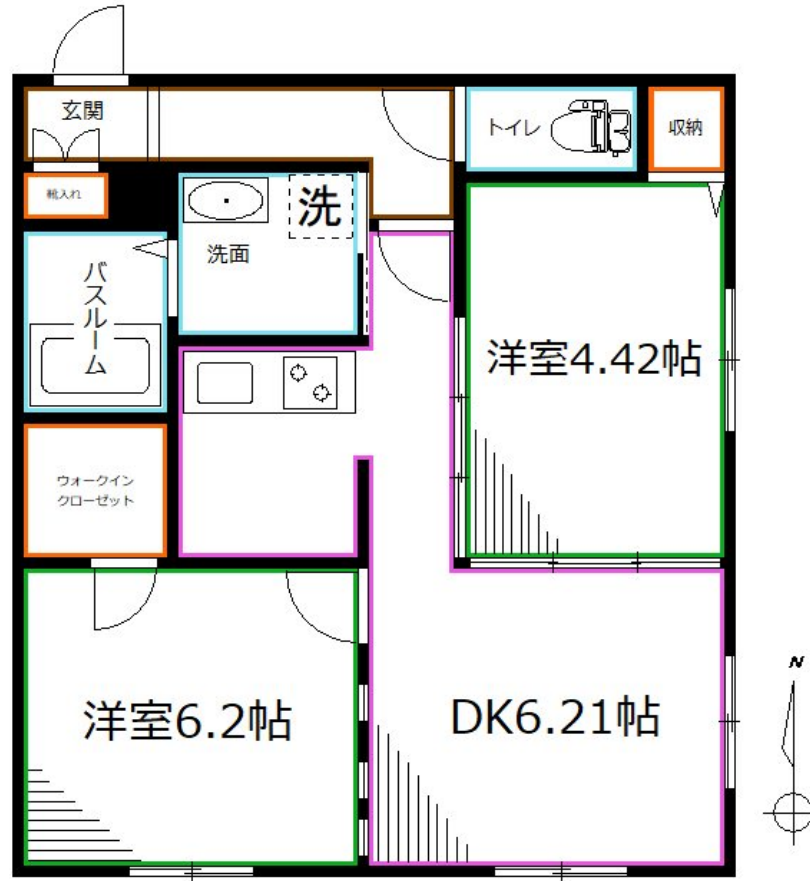 玄関
トイレ
収納
靴入れ
洗
洗面
バスルーム
洋室4.42帖
ウォークイン
クローゼット
洋室6.2帖
DK6.21帖
N